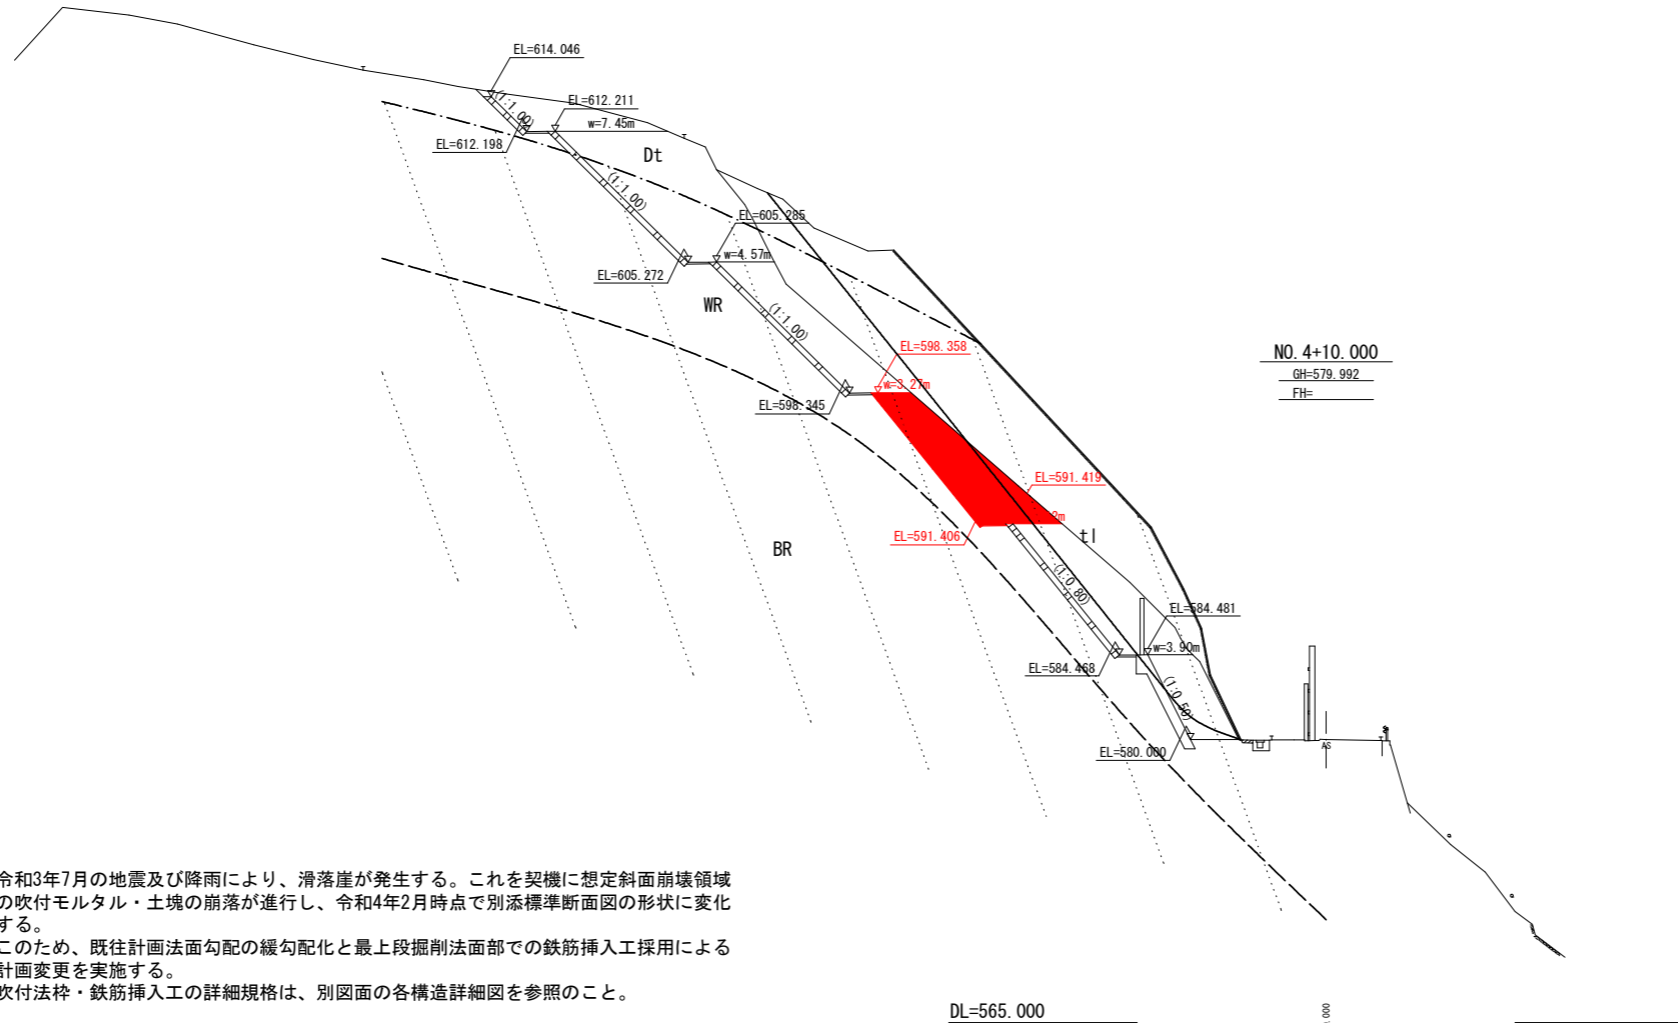 EL=614.046
(1:1.00)
EL=612.211
w=7.45m
EL=612.198
Dt
(1:1.00)
EL=605.285
w=4.57m
EL=605.272
WR
(1:1.00)
EL=598.358
w=3.27m
EL=598.345
NO.4+10.000
GH=579.992
FH=
EL=591.419
2m
EL=591.406
tl
BR
(1:0.80)
EL=584.481
w=3.90m
EL=584.468
(1:0.50)
EL=580.000
AS
令和3年7月の地震及び降雨により、滑落崖が発生する。これを契機に想定斜面崩壊領域
の吹付モルタル・土塊の崩落が進行し、令和4年2月時点で別添標準断面図の形状に変化
する。
このため、既往計画法面勾配の緩勾配化と最上段掘削法面部での鉄筋挿入工採用による
計画変更を実施する。
吹付法枠・鉄筋挿入工の詳細規格は、別図面の各構造詳細図を参照のこと。
DL=565.000